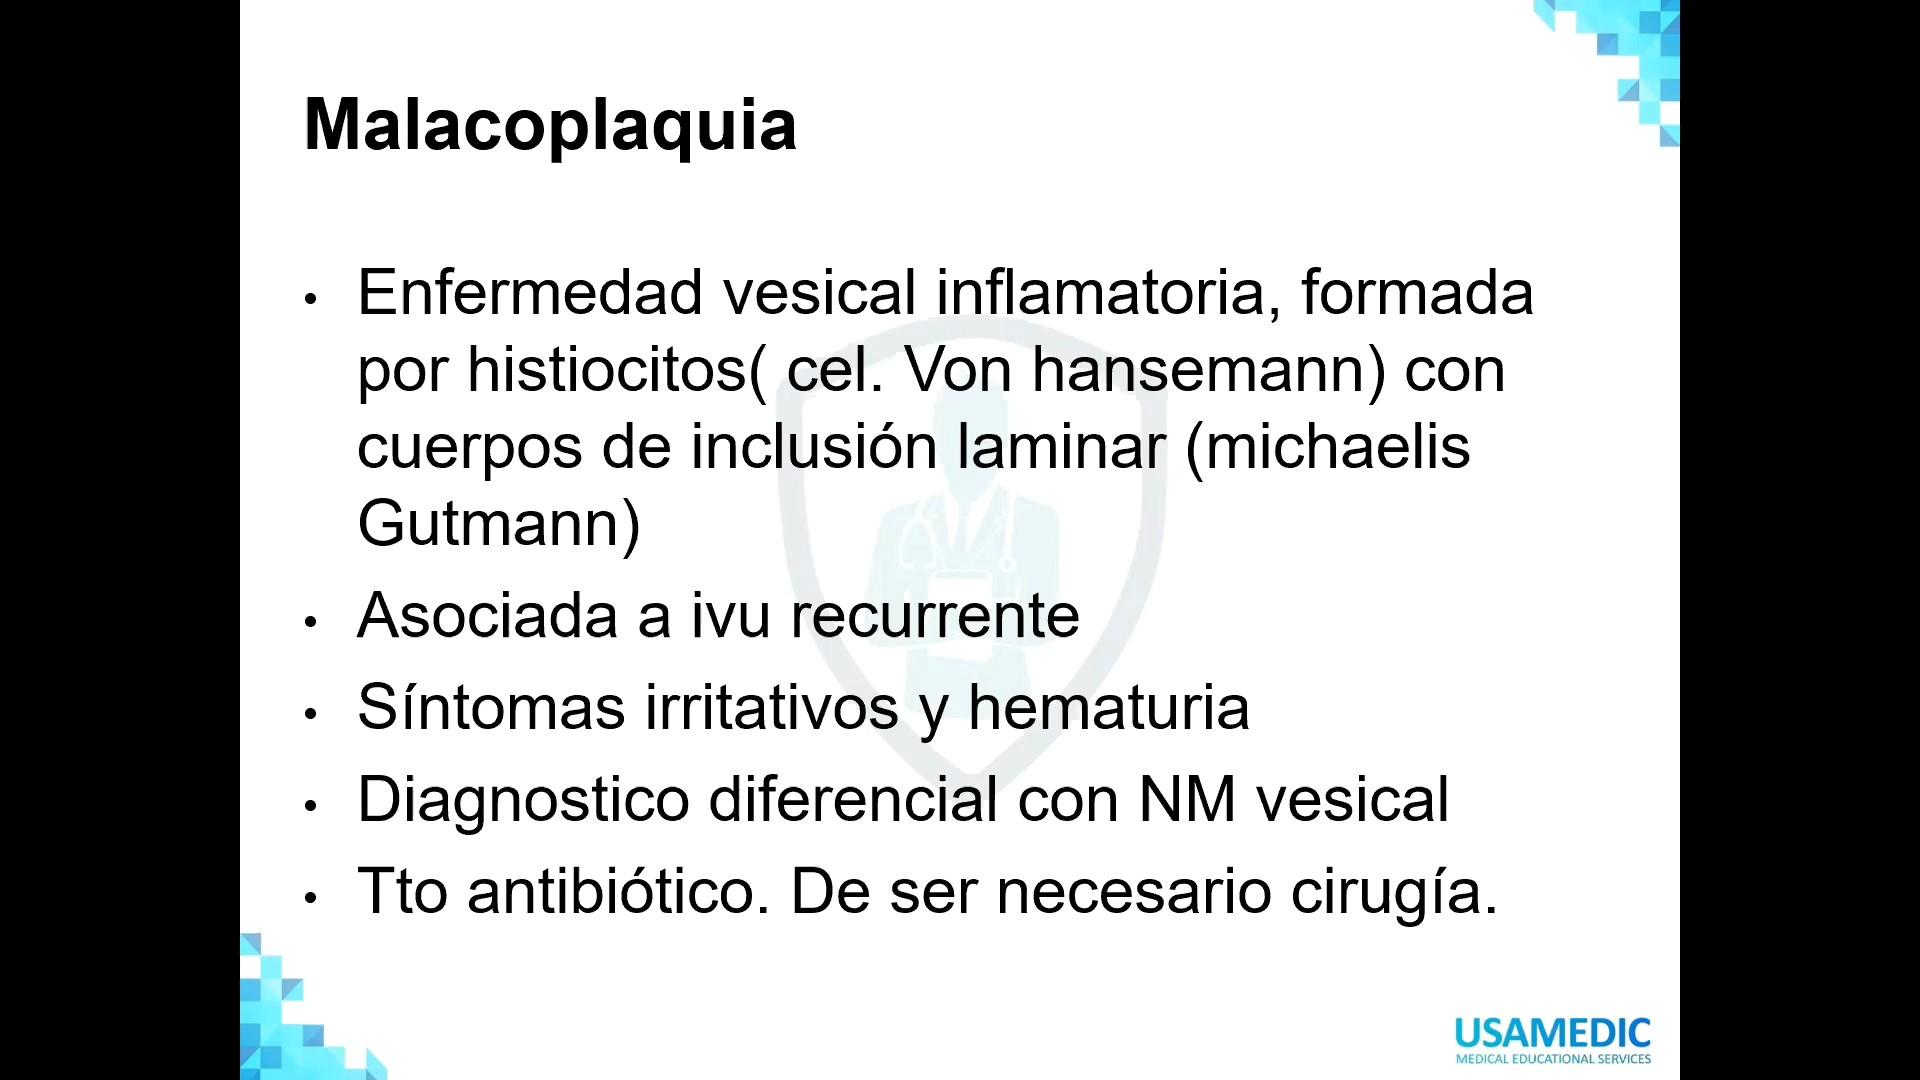 Malacoplaquia
• Enfermedad vesical inflamatoria, formada
por histiocitos( cel. Von hansemann) con
cuerpos de inclusión laminar (michaelis
Gutmann)
• Asociada a ivu recurrente
• Síntomas irritativos y hematuria
• Diagnostico diferencial con NM vesical
• Tto antibiótico. De ser necesario cirugía.
USAMEDIC
MEDICAL EDUCATIONAL SERVICES